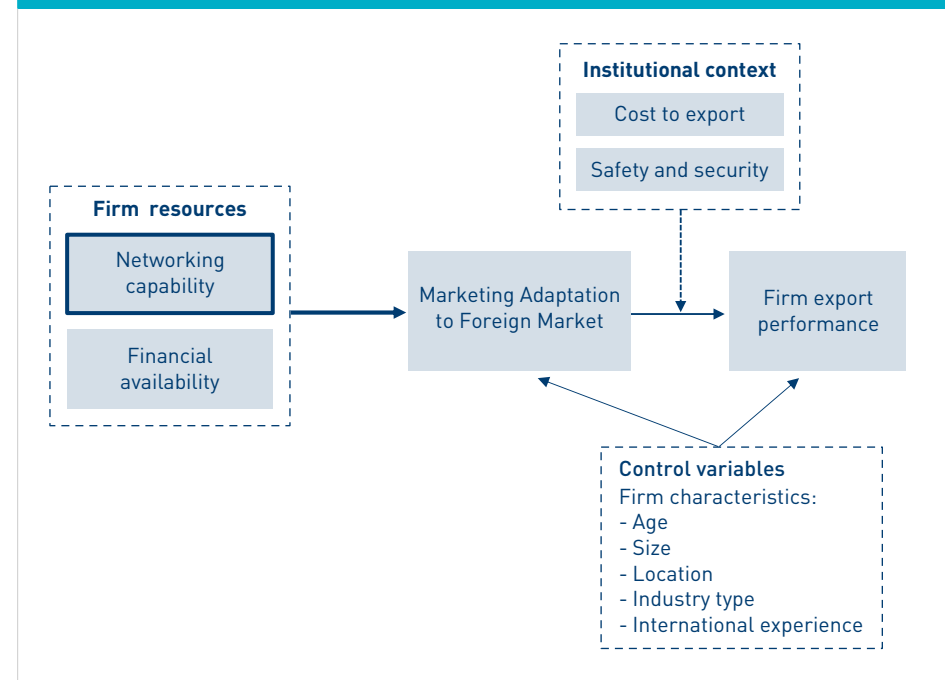 Institutional context
Cost to export
Safety and security
Firm resources
Networking
capability
Financial
availability
Marketing Adaptation
to Foreign Market
Firm export
performance
Control variables
Firm characteristics:
- Age
- Size
- Location
- Industry type
- International experience